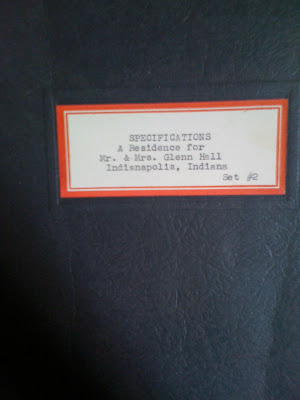 SPECIFICATIONS
A Residence for
Mr. & Mrs. Glenn Hall
Indianapolis, Indiana
Set #2